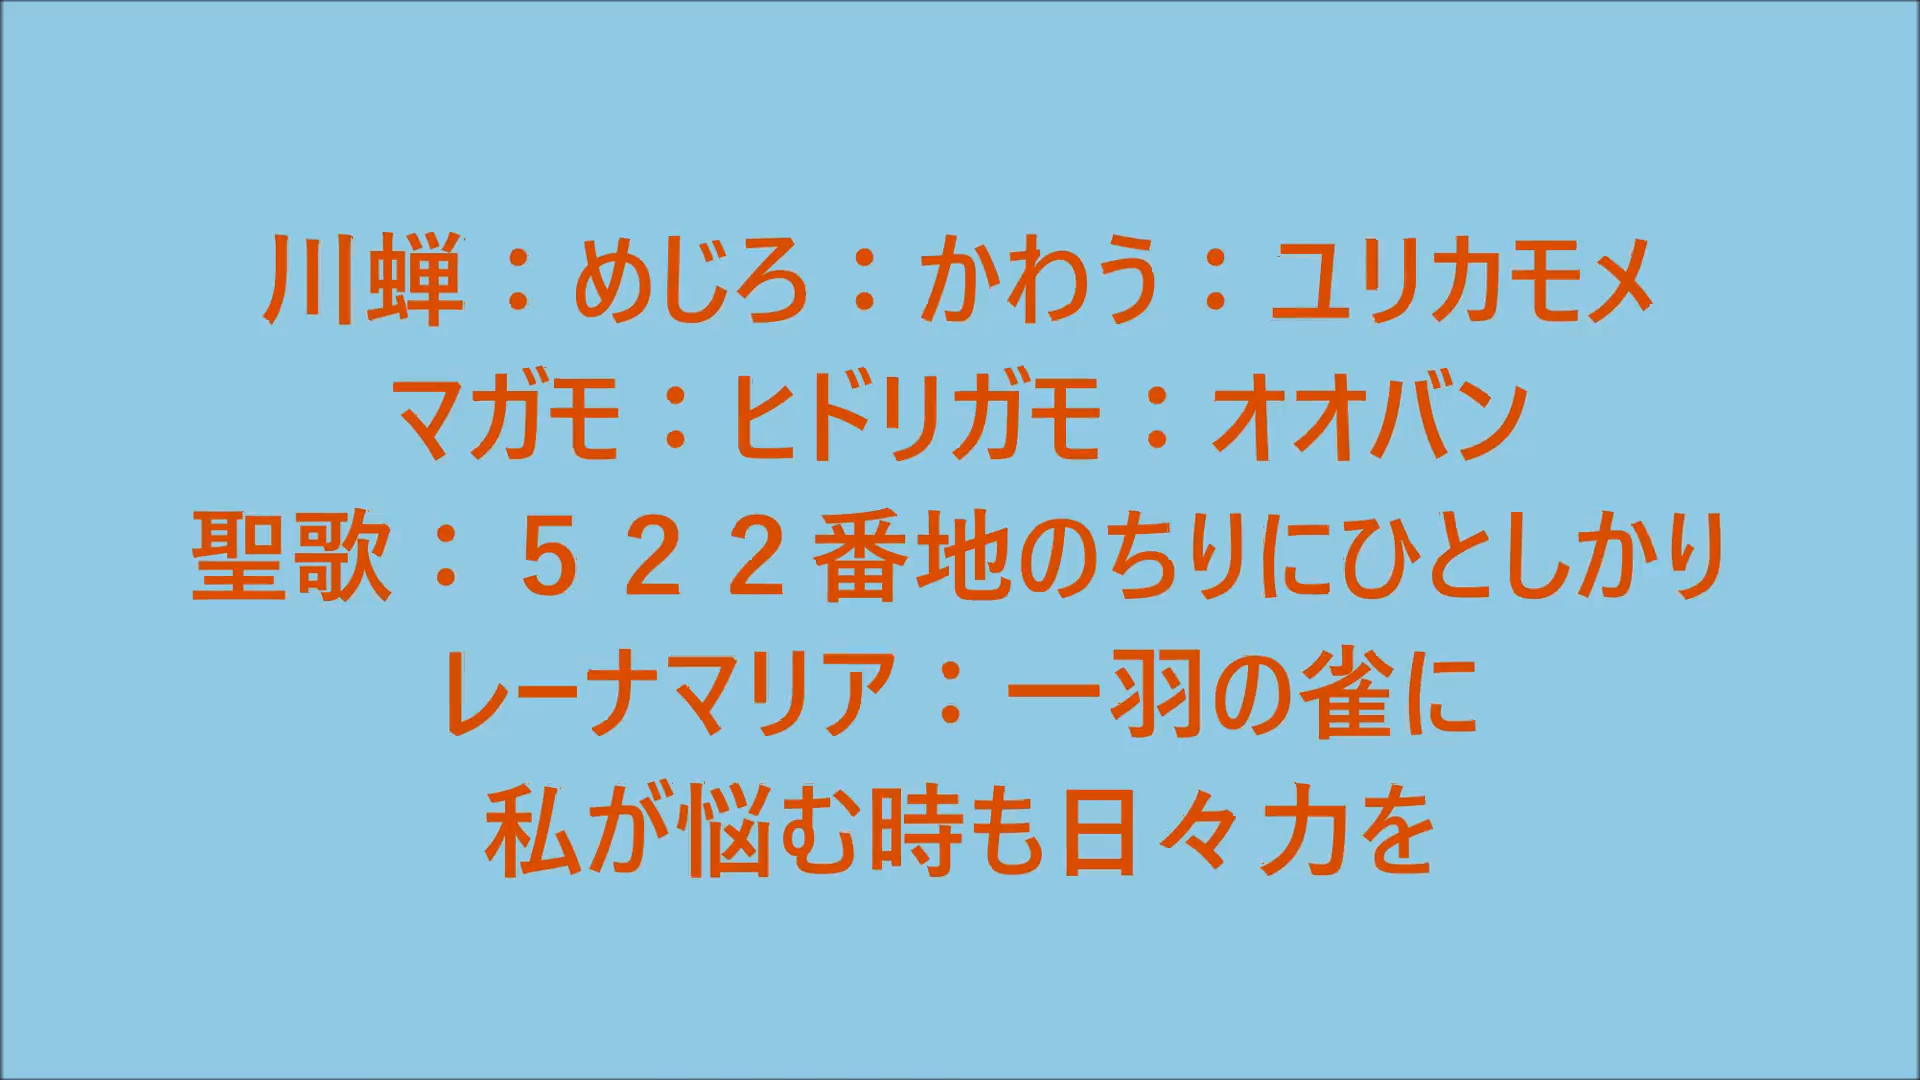 川蝉：めじろ：かわう：ユリカモメ
マガモ：ヒドリガモ：オオバン
聖歌：５２２番地のちりにひとしかり
レーナマリア：一羽の雀に
私が悩む時も日々力を